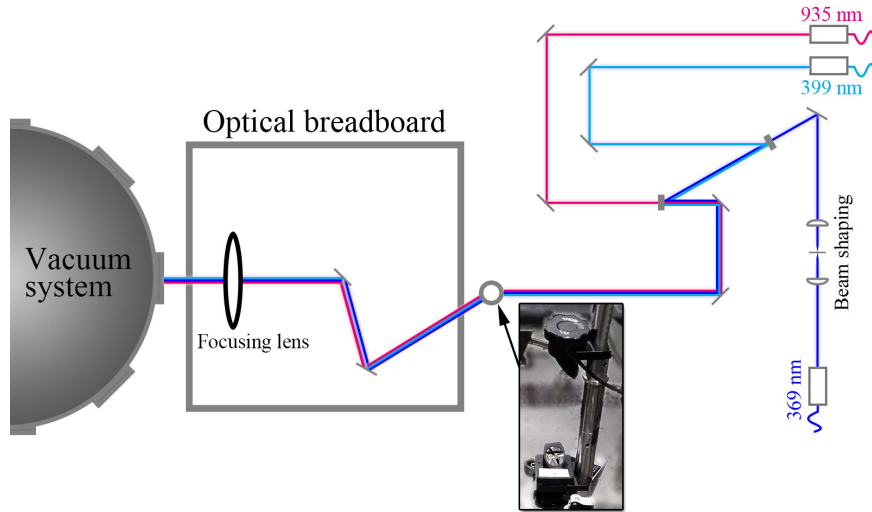 935 nm
399 nm
Optical breadboard
Vacuum
system
Focusing lens
Beam shaping
369 nm